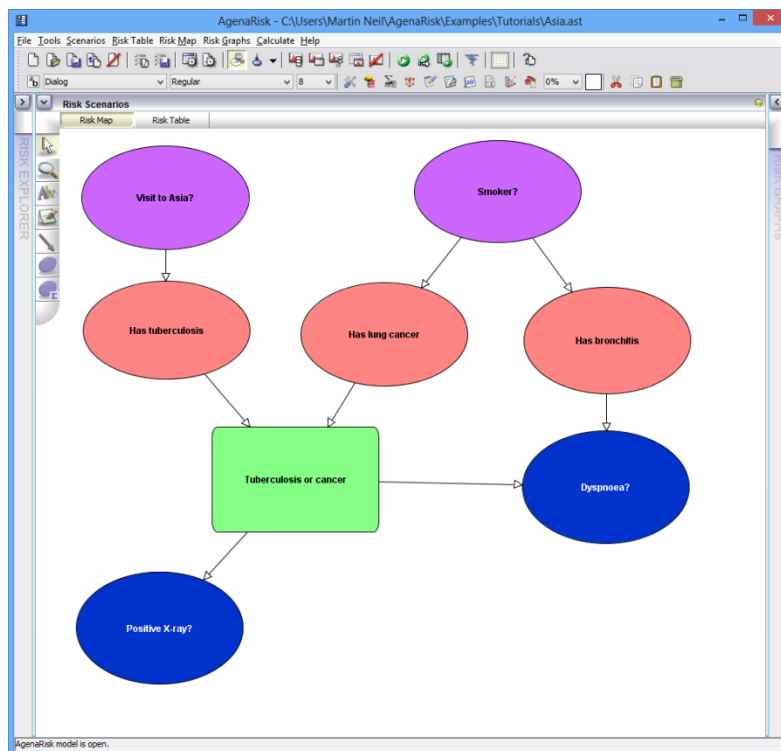 AgenaRisk - C:\Users\Martin Neil\AgenaRisk\Examples\Tutorials\Asia.ast
File Tools Scenarios Risk Table Risk Map Risk Graphs Calculate Help
Dialog Regular 8 0%
Risk Scenarios
Risk Map Risk Table
RISK EXPLORER
RISK GRAPHS
Abc
Visit to Asia?
Smoker?
Has tuberculosis
Has lung cancer
Has bronchitis
Tuberculosis or cancer
Dyspnoea?
Positive X-ray?
AgenaRisk model is open.